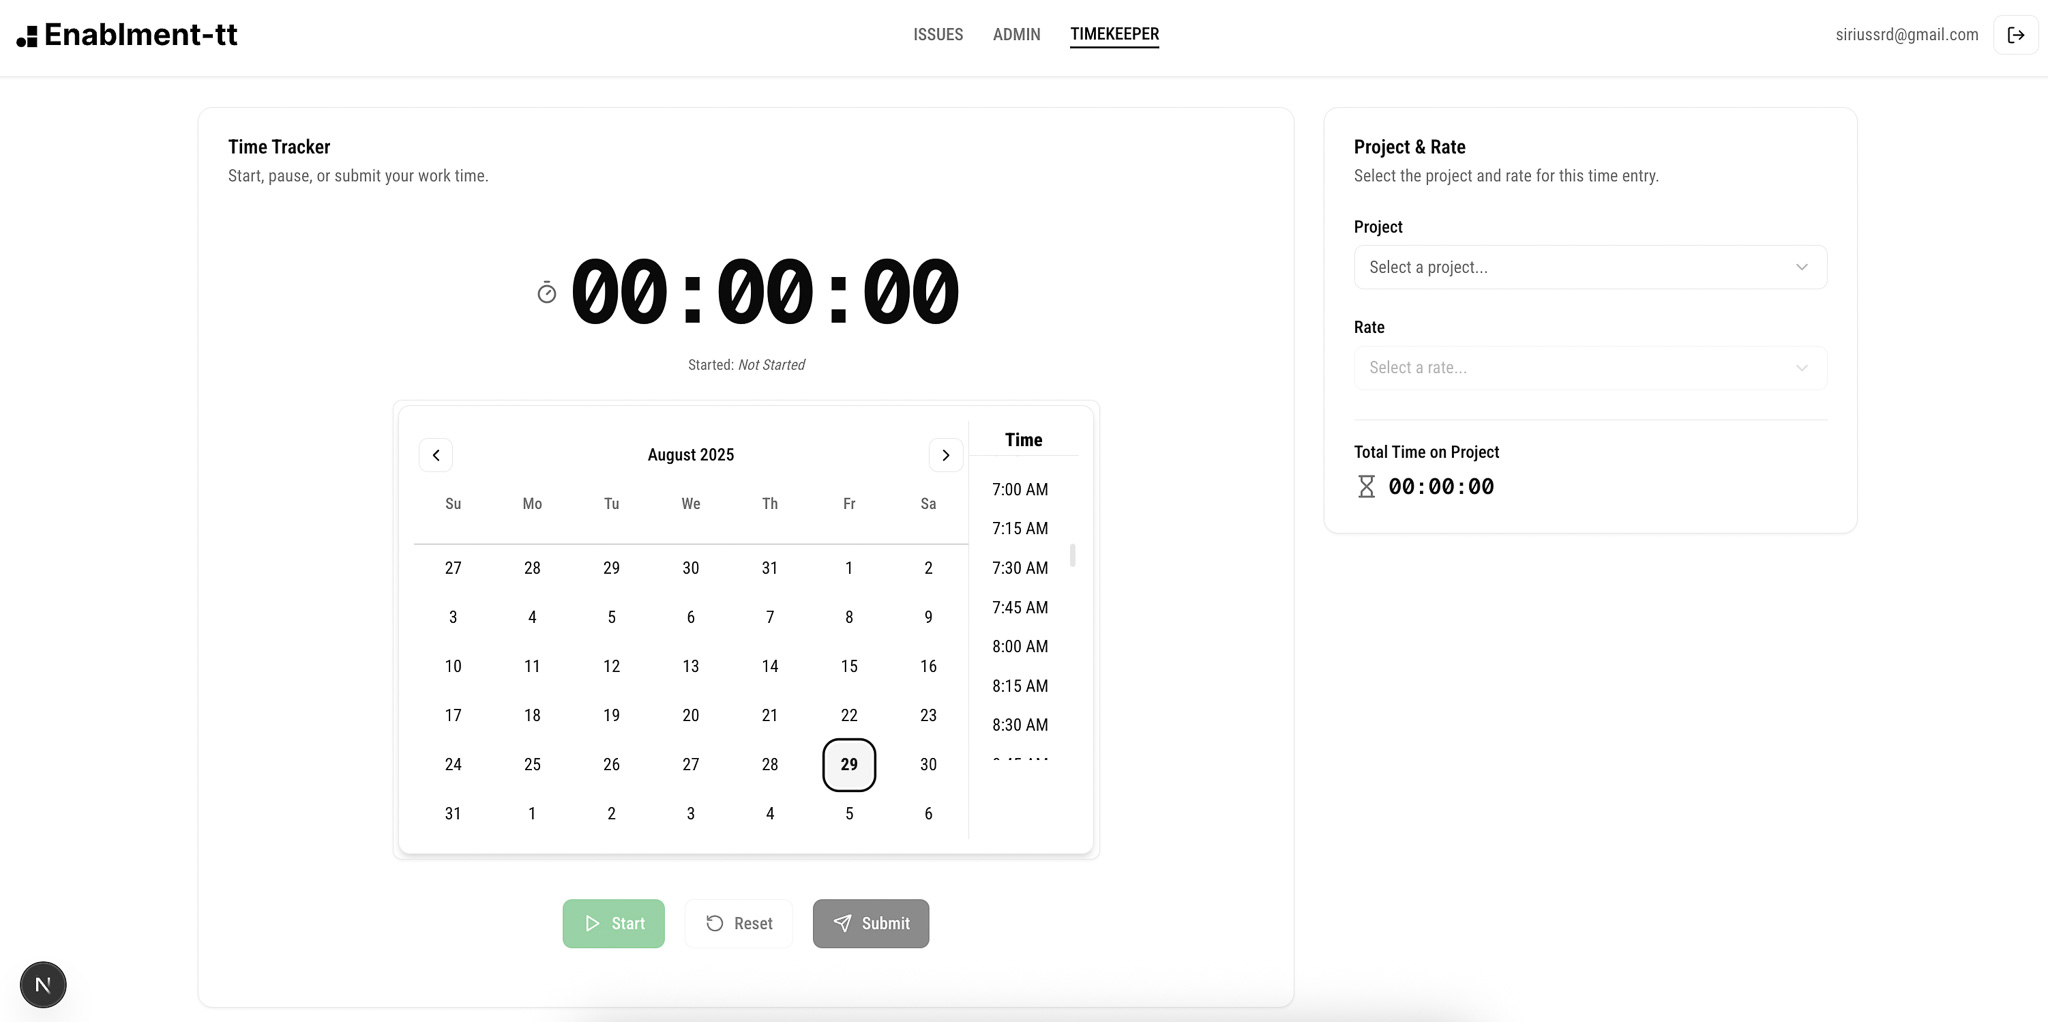 Enablment-tt
ISSUES ADMIN TIMEKEEPER
siriussrd@gmail.com
Time Tracker
Start, pause, or submit your work time.
00:00:00
Started: Not Started
August 2025
Su Mo Tu We Th Fr Sa
27 28 29 30 31 1 2
3 4 5 6 7 8 9
10 11 12 13 14 15 16
17 18 19 20 21 22 23
24 25 26 27 28 29 30
31 1 2 3 4 5 6
Time
7:00 AM
7:15 AM
7:30 AM
7:45 AM
8:00 AM
8:15 AM
8:30 AM
Start Reset Submit
Project & Rate
Select the project and rate for this time entry.
Project
Select a project...
Rate
Select a rate...
Total Time on Project
00:00:00
N